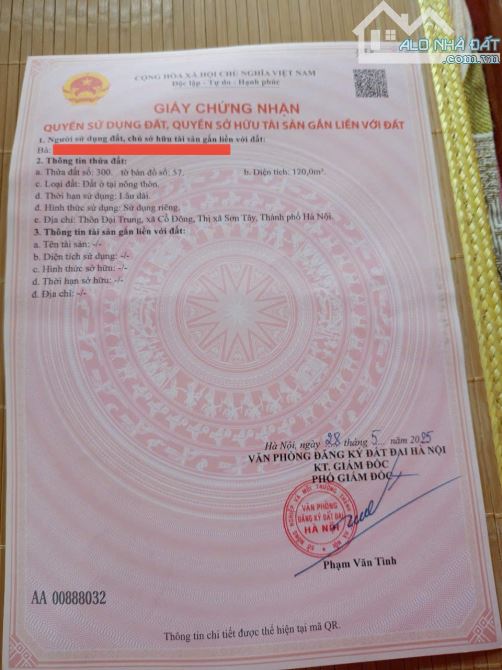 ALO NHÀ ĐẤT
CỘNG HÒA XÃ HỘI CHỦ NGHĨA VIỆT NAM
Độc lập - Tự do - Hạnh phúc
GIẤY CHỨNG NHẬN
QUYỀN SỬ DỤNG ĐẤT, QUYỀN SỞ HỮU TÀI SẢN GẮN LIỀN VỚI ĐẤT
1. Người sử dụng đất, chủ sở hữu tài sản gắn liền với đất:
Bà:
2. Thông tin thửa đất:
a. Thửa đất số: 300. tờ bản đồ số: 57. b. Diện tích: 120,0m².
c. Loại đất: Đất ở tại nông thôn.
d. Thời hạn sử dụng: Lâu dài.
đ. Hình thức sử dụng: Sử dụng riêng.
e. Địa chỉ: Thôn Đại Trung, xã Cổ Đông, Thị xã Sơn Tây, Thành phố Hà Nội.
3. Thông tin tài sản gắn liền với đất:
a. Tên tài sản: -/-
b. Diện tích sử dụng: -/-
c. Hình thức sở hữu: -/-
d. Thời hạn sở hữu: -/-
đ. Địa chỉ: -/-
Hà Nội, ngày 28 tháng 5 năm 2025
VĂN PHÒNG ĐĂNG KÝ ĐẤT ĐAI HÀ NỘI
KT. GIÁM ĐỐC
PHÓ GIÁM ĐỐC
VĂN PHÒNG
ĐĂNG KÝ ĐẤT ĐAI
HÀ NỘI
Phạm Văn Tình
AA 00888032
Thông tin chi tiết được thể hiện tại mã QR.